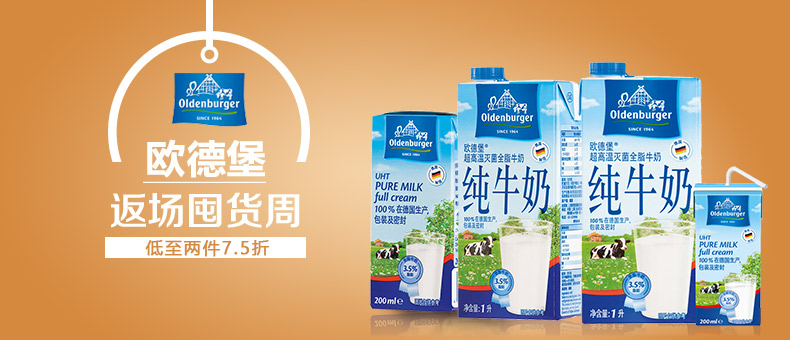 Oldenburger
SINCE 1964
欧德堡
返场囤货周
低至两件7.5折
Oldenburger
SINCE 1964
UHT
PURE MILK
full cream
100%在德国生产,
包装及密封
3.5%
200ml e
Oldenburger
SINCE 1964
欧德堡®
超高温灭菌全脂牛奶
纯牛奶
100%在德国生产,
包装及密封
3.5%
净含量:1升
Oldenburger
SINCE 1964
欧德堡®
超高温灭菌全脂牛奶
纯牛奶
100%在德国生产,
包装及密封
3.5%
净含量:1升
Oldenburger
UHT
PURE MILK
full cream
100%在德国生产,
包装及密封
3.5%
200ml e